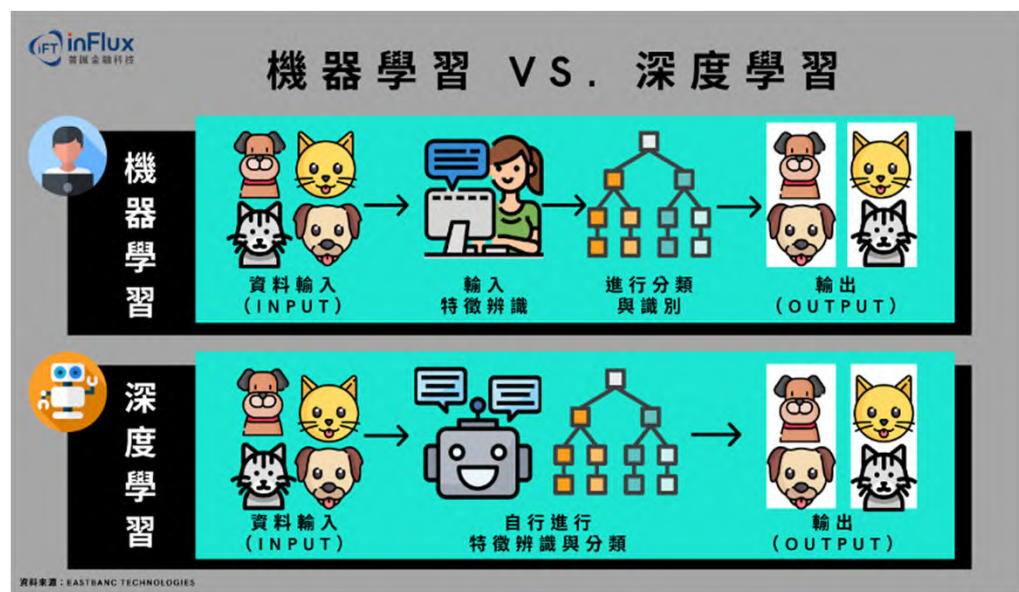 iFT inFlux
普匯金融科技
機器學習 VS. 深度學習
機器學習
資料輸入
(INPUT)
輸入
特徵辨識
進行分類
與識別
輸出
(OUTPUT)
深度學習
資料輸入
(INPUT)
自行進行
特徵辨識與分類
輸出
(OUTPUT)
資料來源：EASTBANC TECHNOLOGIES